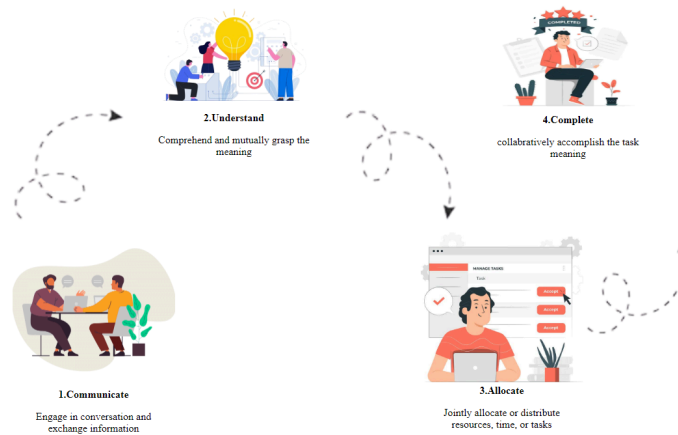 COMPLETED
2.Understand
Comprehend and mutually grasp the
meaning
4.Complete
collabratively accomplish the task
meaning
MANAGE TASKS
Task
Accept
Accept
Accept
1.Communicate
Engage in conversation and
exchange information
3.Allocate
Jointly allocate or distribute
resources, time, or tasks